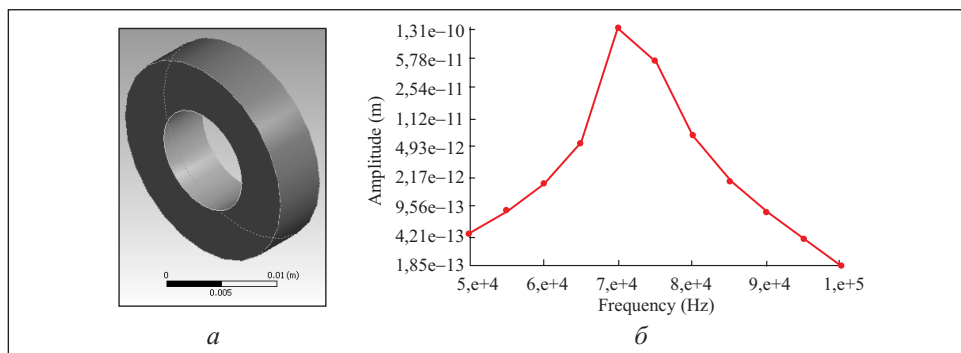 0
0.01 (m)
0.005
а
Amplitud (m)
1,31e−10
5,78e−11
2,54e−11
1,12e−11
4,93e−12
2,17e−12
9,56e−13
4,21e−13
1,85e−13
5,e+4
6,e+4
7,e+4
8,e+4
9,e+4
1,e+5
Frequency (Hz)
б